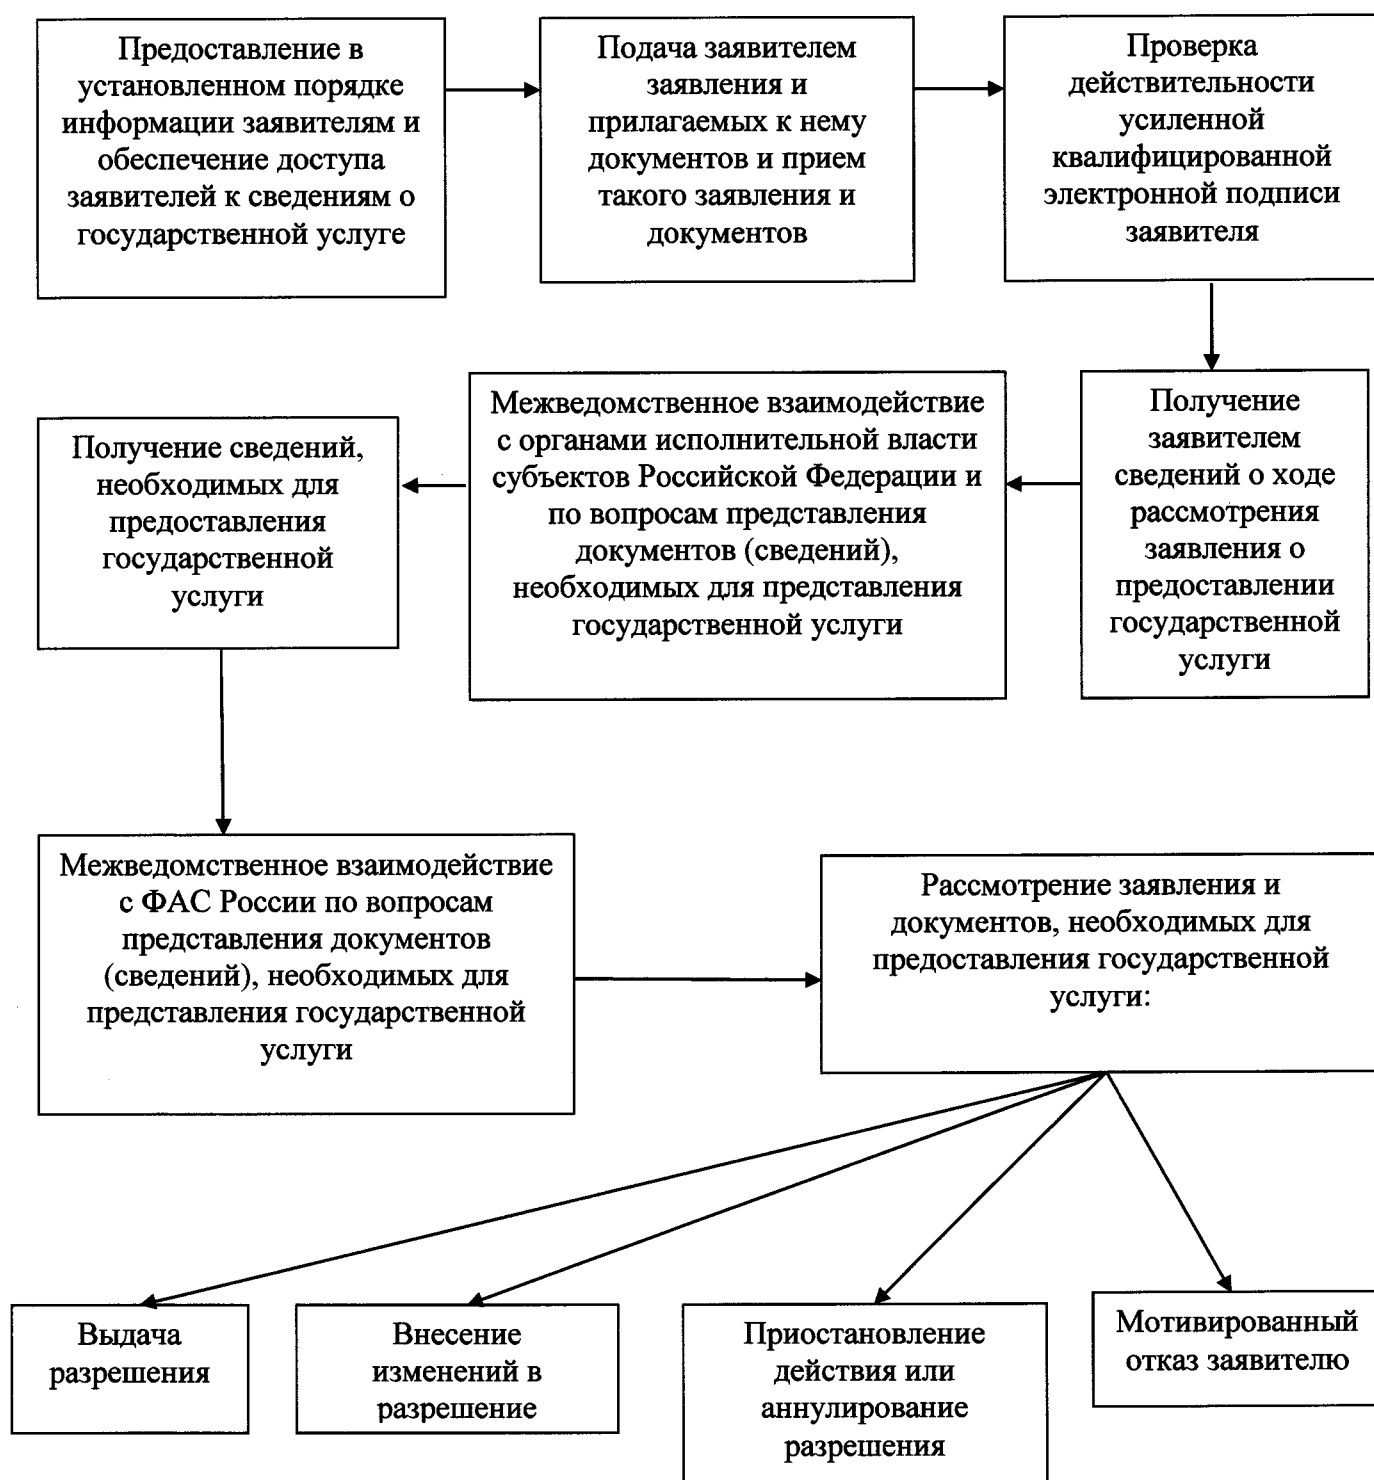 Предоставление в
установленном порядке
информации заявителям и
обеспечение доступа
заявителей к сведениям о
государственной услуге
Подача заявителем
заявления и
прилагаемых к нему
документов и прием
такого заявления и
документов
Проверка
действительности
усиленной
квалифицированной
электронной подписи
заявителя
Получение
заявителем
сведений о ходе
рассмотрения
заявления о
предоставлении
государственной
услуги
Межведомственное взаимодействие
с органами исполнительной власти
субъектов Российской Федерации и
по вопросам представления
документов (сведений),
необходимых для представления
государственной услуги
Получение сведений,
необходимых для
предоставления
государственной
услуги
Межведомственное взаимодействие
с ФАС России по вопросам
представления документов
(сведений), необходимых для
представления государственной
услуги
Рассмотрение заявления и
документов, необходимых для
предоставления государственной
услуги:
Выдача
разрешения
Внесение
изменений в
разрешение
Приостановление
действия или
аннулирование
разрешения
Мотивированный
отказ заявителю